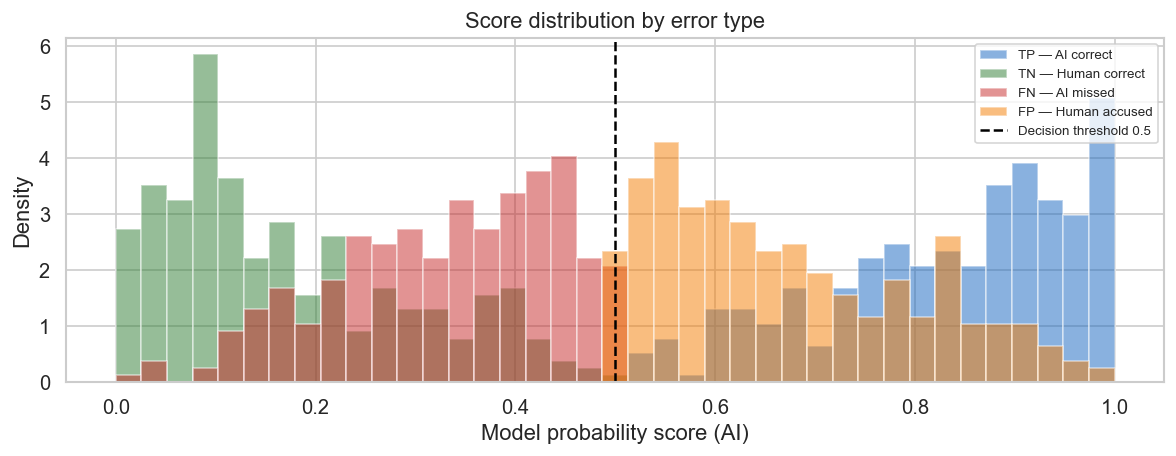 Score distribution by error type
TP — AI correct
TN — Human correct
FN — AI missed
FP — Human accused
Decision threshold 0.5
Density
6
5
4
3
2
1
0
0.0 0.2 0.4 0.6 0.8 1.0
Model probability score (AI)